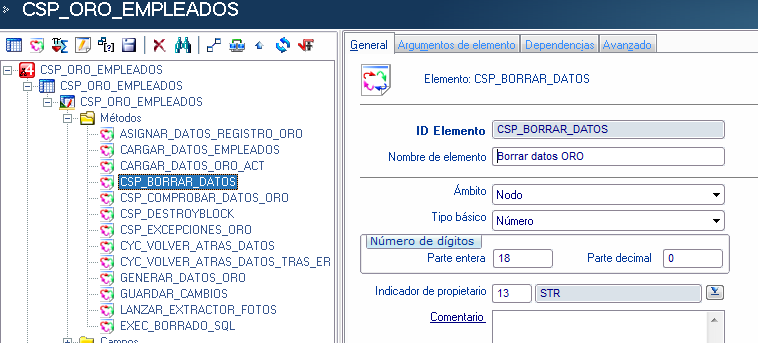 CSP_ORO_EMPLEADOS
CSP_ORO_EMPLEADOS
CSP_ORO_EMPLEADOS
CSP_ORO_EMPLEADOS
Métodos
ASIGNAR_DATOS_REGISTRO_ORO
CARGAR_DATOS_EMPLEADOS
CARGAR_DATOS_ORO_ACT
CSP_BORRAR_DATOS
CSP_COMPROBAR_DATOS_ORO
CSP_DESTROYBLOCK
CSP_EXCEPCIONES_ORO
CYC_VOLVER_ATRAS_DATOS
CYC_VOLVER_ATRAS_DATOS_TRAS_ER
GENERAR_DATOS_ORO
GUARDAR_CAMBIOS
LANZAR_EXTRACTOR_FOTOS
EXEC_BORRADO_SQL
Campos
General Argumentos de elemento Dependencias Avanzado
Elemento: CSP_BORRAR_DATOS
ID Elemento CSP_BORRAR_DATOS
Nombre de elemento Borrar datos ORO
Ámbito Nodo
Tipo básico Número
Número de dígitos
Parte entera 18 Parte decimal 0
Indicador de propietario 13 STR
Comentario